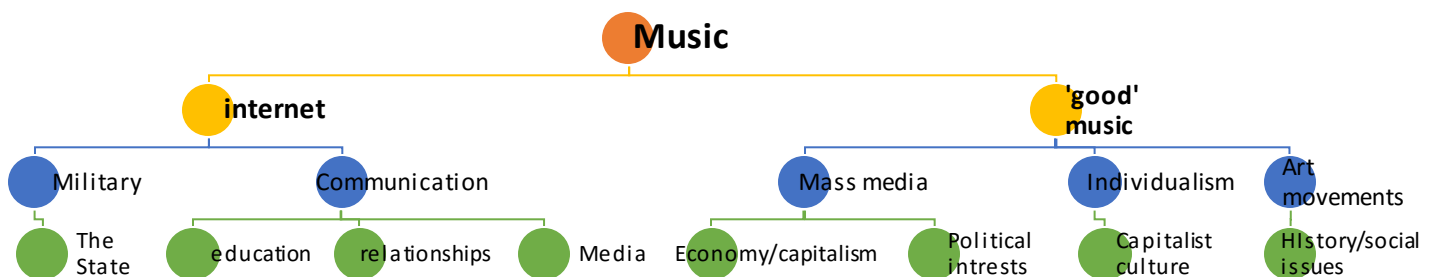 Music
internet
'good'
music
Military
Communication
Mass media
Individualism
Art
movements
The
State
education
relationships
Media
Economy/capitalism
Political
intrests
Capitalist
culture
HIstory/social
issues